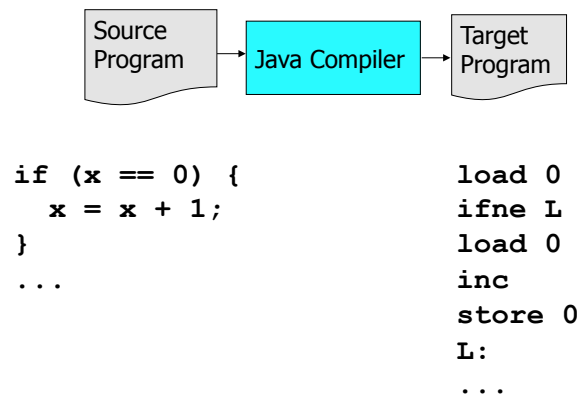 Source
Program
Java Compiler
Target
Program
if (x == 0) {
  x = x + 1;
}
...
load 0
ifne L
load 0
inc
store 0
L:
...